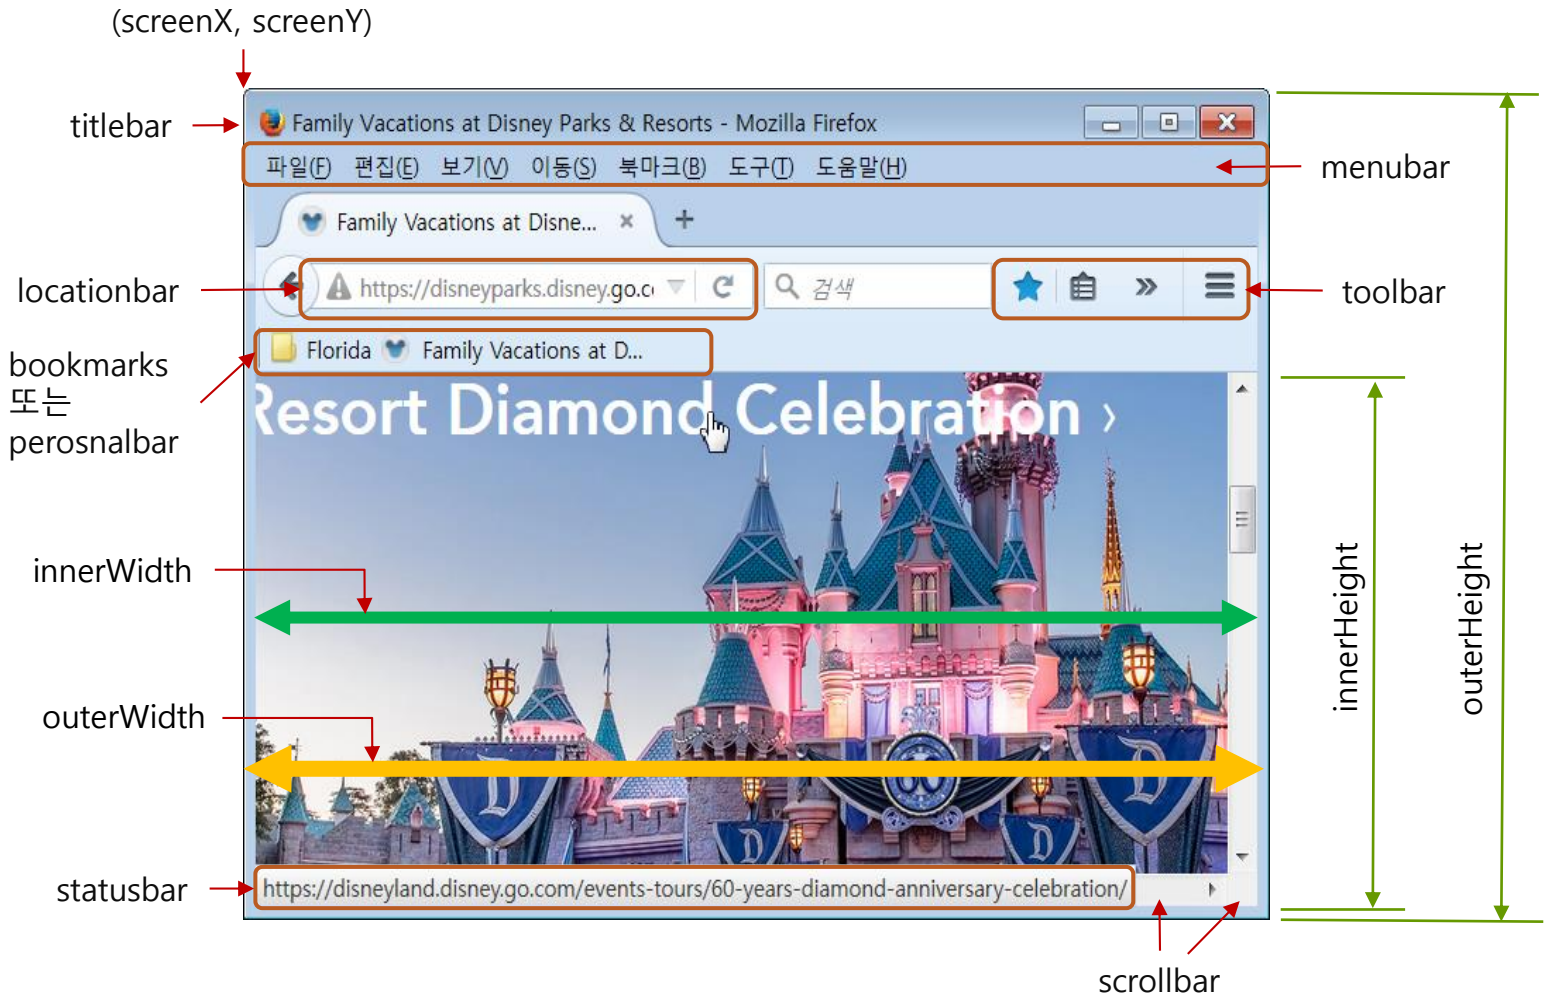 (screenX, screenY)
titlebar
Family Vacations at Disney Parks & Resorts - Mozilla Firefox
파일(F) 편집(E) 보기(V) 이동(S) 북마크(B) 도구(T) 도움말(H)
menubar
Family Vacations at Disne...
locationbar
https://disneyparks.disney.go.c
검색
toolbar
bookmarks
또는
perosnalbar
Florida Family Vacations at D...
Resort Diamond Celebration ›
innerWidth
outerWidth
innerHeight
outerHeight
D
60
D
D
D
statusbar
https://disneyland.disney.go.com/events-tours/60-years-diamond-anniversary-celebration/
scrollbar